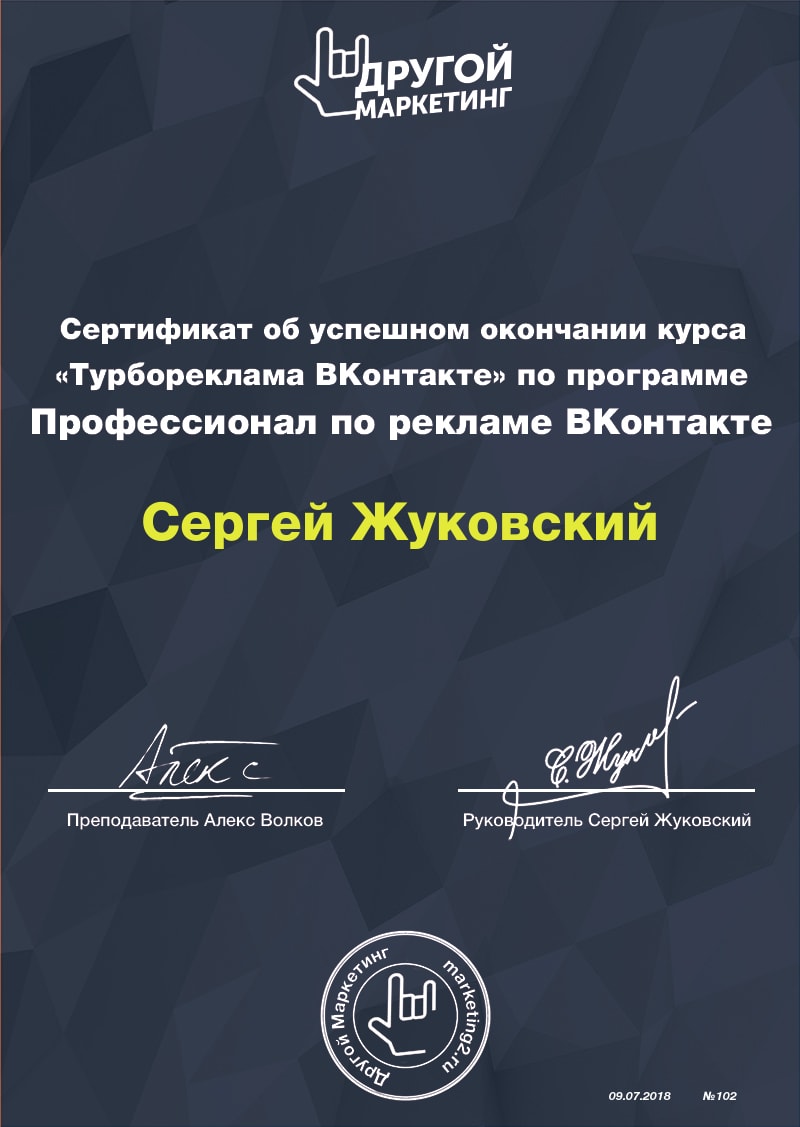 ДРУГОЙ
МАРКЕТИНГ
Сертификат об успешном окончании курса
«Турбореклама ВКонтакте» по программе
Профессионал по рекламе ВКонтакте
Сергей Жуковский
Алекс
Преподаватель Алекс Волков
Руководитель Сергей Жуковский
Другой Маркетинг
marketing2.ru
09.07.2018 №102